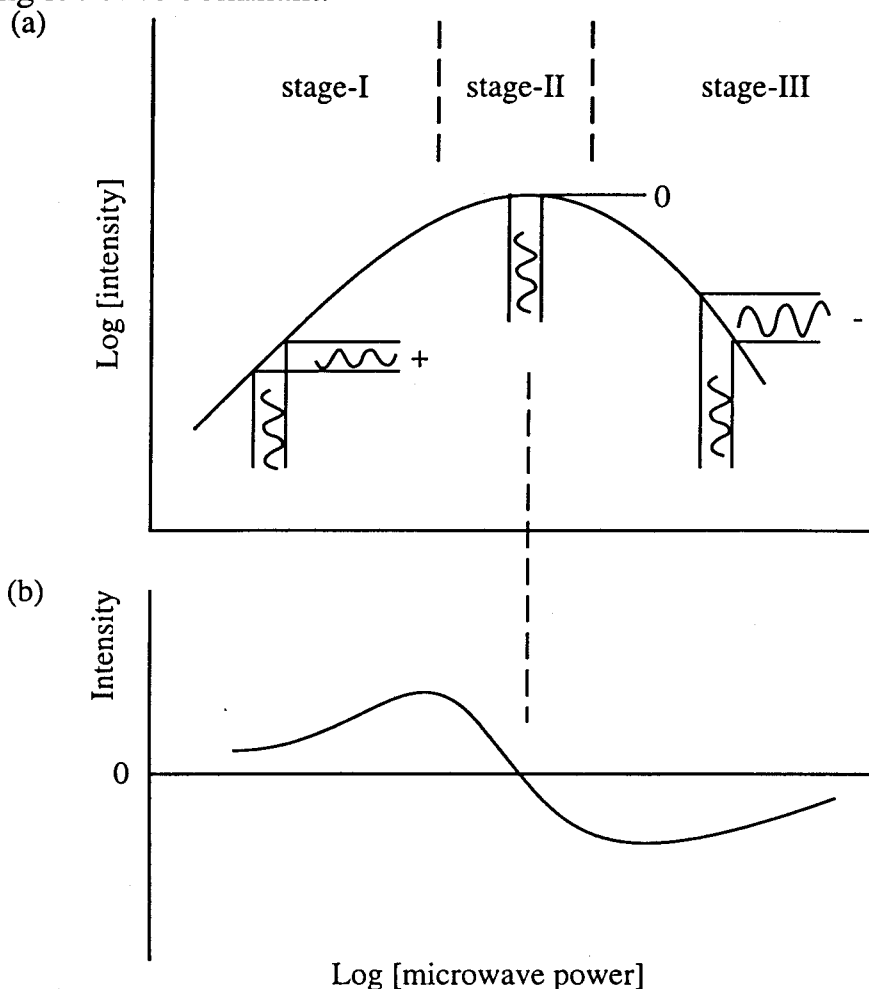 (a)
stage-I stage-II stage-III
Log [intensity]
0
+
-
(b)
Intensity
0
Log [microwave power]